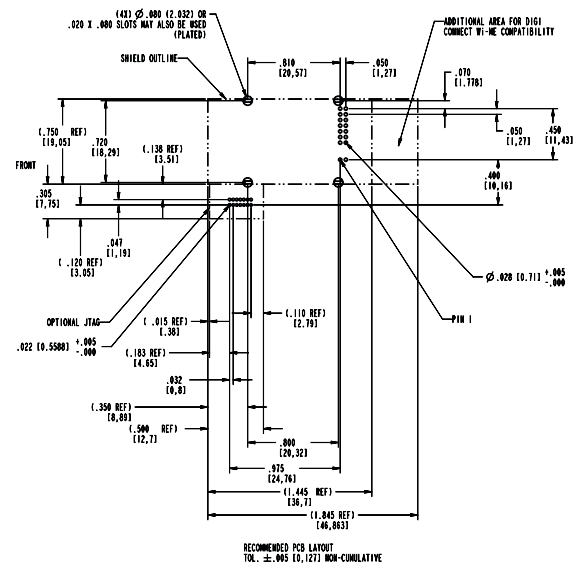 (4X) Ø.080 (2.032) OR
.020 X .080 SLOTS MAY ALSO BE USED
(PLATED)
SHIELD OUTLINE
ADDITIONAL AREA FOR DIGI
CONNECT Wi-ME COMPATIBILITY
.810
[20,57]
.050
[1,27]
.070
[1.778]
(.750 REF)
[19,05]
.720
[18,29]
(.138 REF)
[3.51]
.050
[1,27]
.450
[11,43]
FRONT
.305
[7,75]
.400
[10,16]
.047
[1,19]
(.120 REF)
[3.05]
Ø.028 [0.71] +.005
-.000
OPTIONAL JTAG
(.015 REF)
[.38]
(.110 REF)
[2.79]
PIN 1
.022 [0.5588] +.005
-.000
(.183 REF)
[4.65]
.032
[0,8]
(.350 REF)
[8,89]
(.500 REF)
[12,7]
.800
[20,32]
.975
[24,76]
(1.445 REF)
[36,7]
(1.845 REF)
[46,863]
RECOMMENDED PCB LAYOUT
TOL. ±.005 [0,127] NON-CUMULATIVE